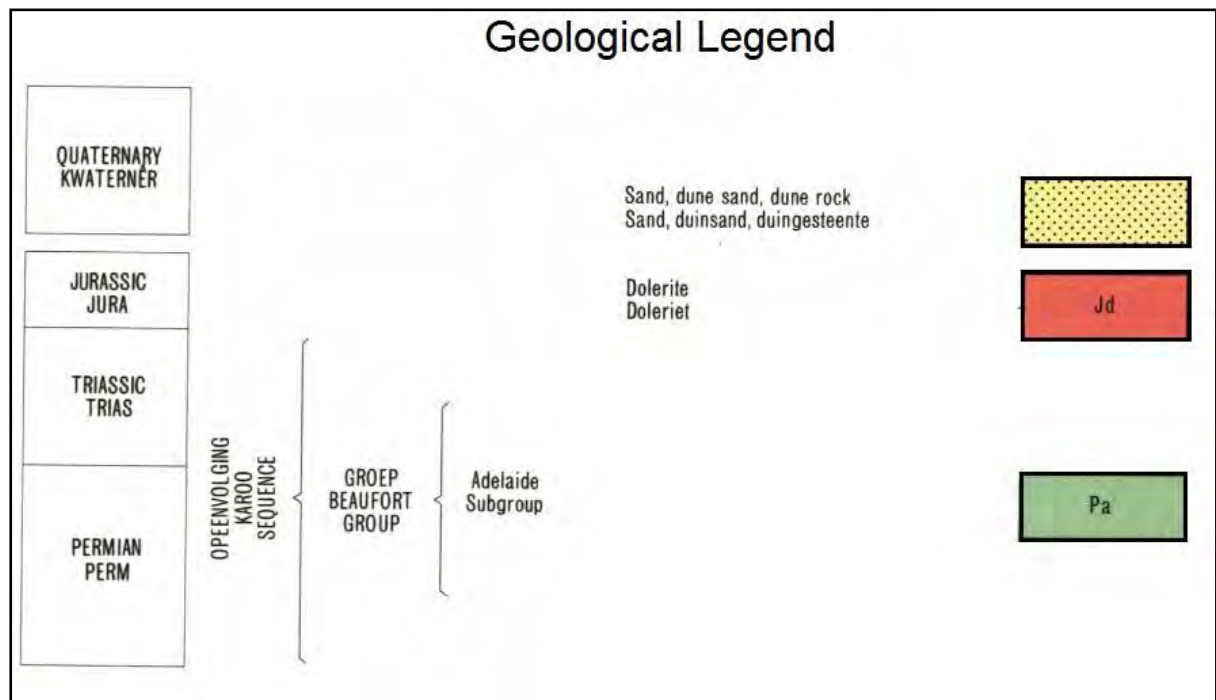 Geological Legend
QUATERNARY
KWATERNÊR
Sand, dune sand, dune rock
Sand, duinsand, duingesteente
JURASSIC
JURA
Dolerite
Doleriet
Jd
TRIASSIC
TRIAS
OPEENVOLGING
KAROO
SEQUENCE
GROEP
BEAUFORT
GROUP
Adelaide
Subgroup
Pa
PERMIAN
PERM